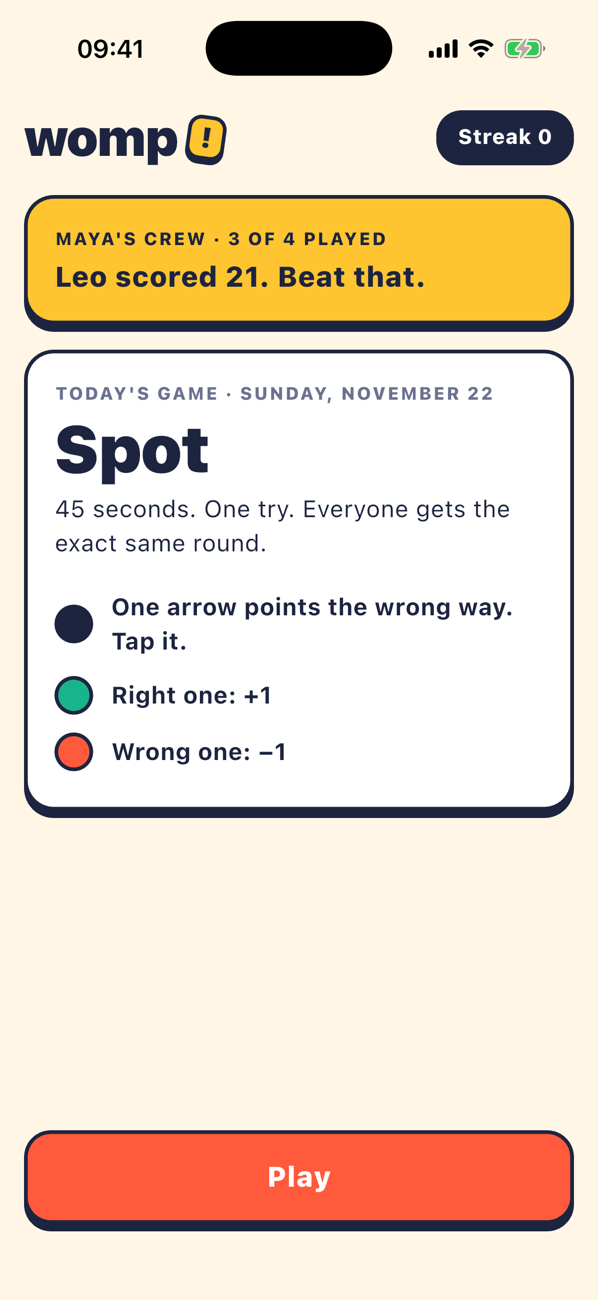 09:41
womp!
Streak 0
MAYA'S CREW · 3 OF 4 PLAYED
Leo scored 21. Beat that.
TODAY'S GAME · SUNDAY, NOVEMBER 22
Spot
45 seconds. One try. Everyone gets the
exact same round.
One arrow points the wrong way.
Tap it.
Right one: +1
Wrong one: −1
Play